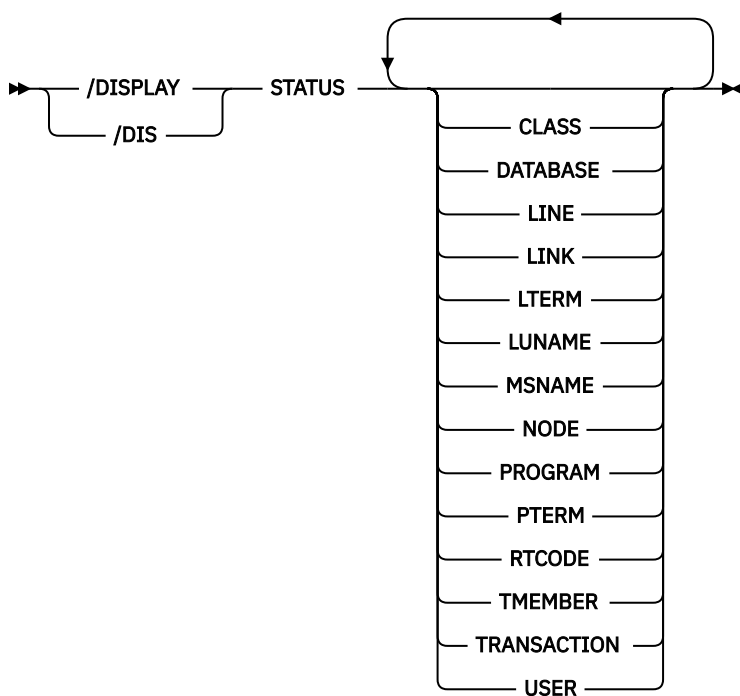 /DISPLAY STATUS
/DIS
CLASS
DATABASE
LINE
LINK
LTERM
LUNAME
MSNAME
NODE
PROGRAM
PTERM
RTCODE
TMEMBER
TRANSACTION
USER